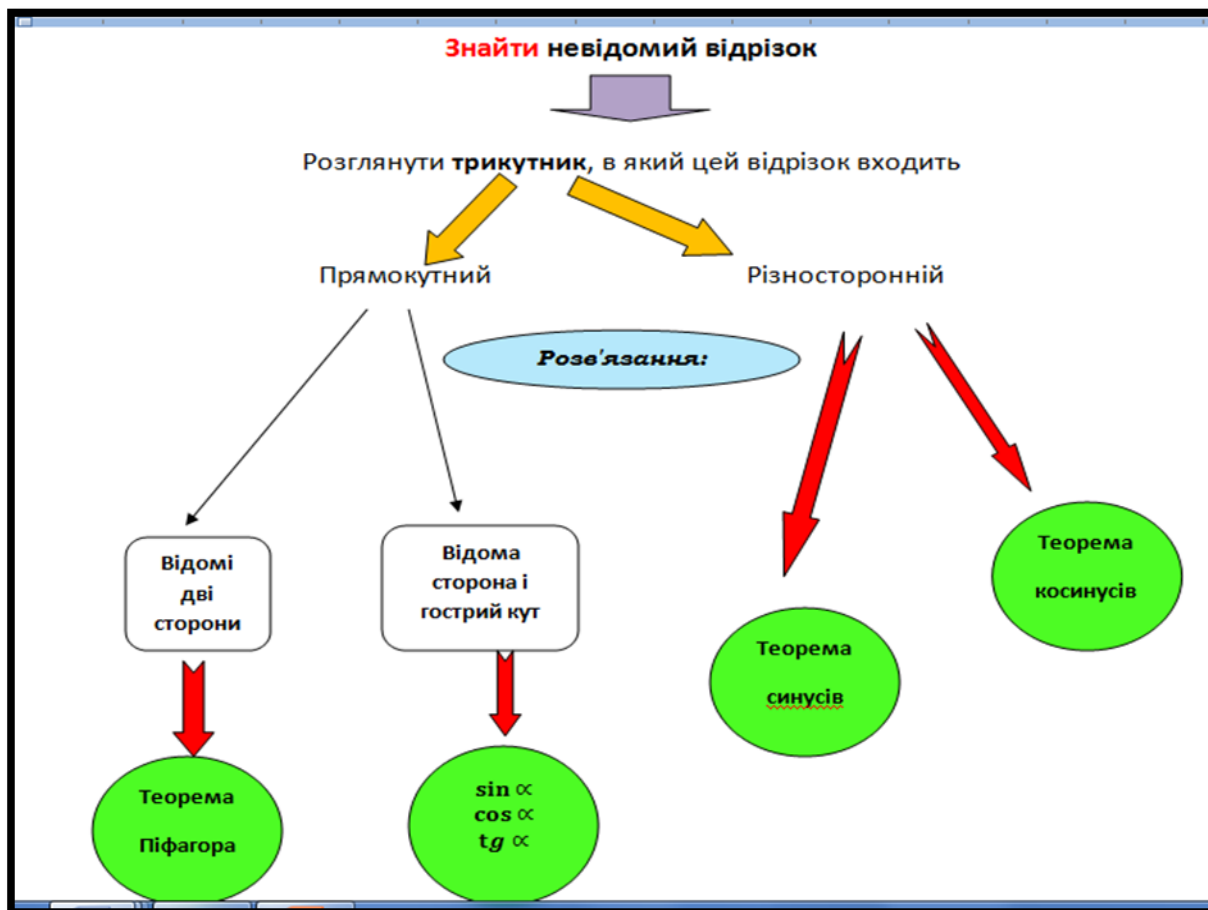 Знайти невідомий відрізок
Розглянути трикутник, в який цей відрізок входить
Прямокутний
Різносторонній
Розв'язання:
Відомі
дві
сторони
Відома
сторона і
гострий кут
Теорема
синусів
Теорема
косинусів
Теорема
Піфагора
sin ∝
cos ∝
tg ∝